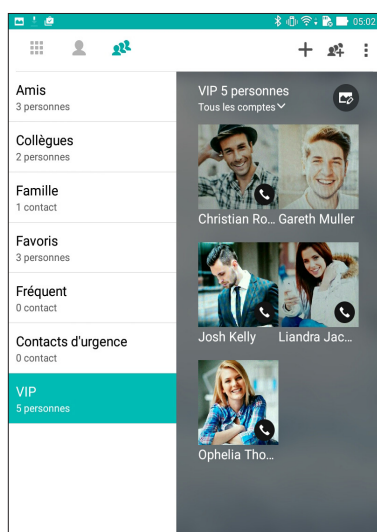 05:02
Amis
3 personnes
Collègues
2 personnes
Famille
1 contact
Favoris
3 personnes
Fréquent
0 contact
Contacts d'urgence
0 contact
VIP
5 personnes
VIP 5 personnes
Tous les comptes
Christian Ro... Gareth Muller
Josh Kelly Liandra Jac...
Ophelia Tho...